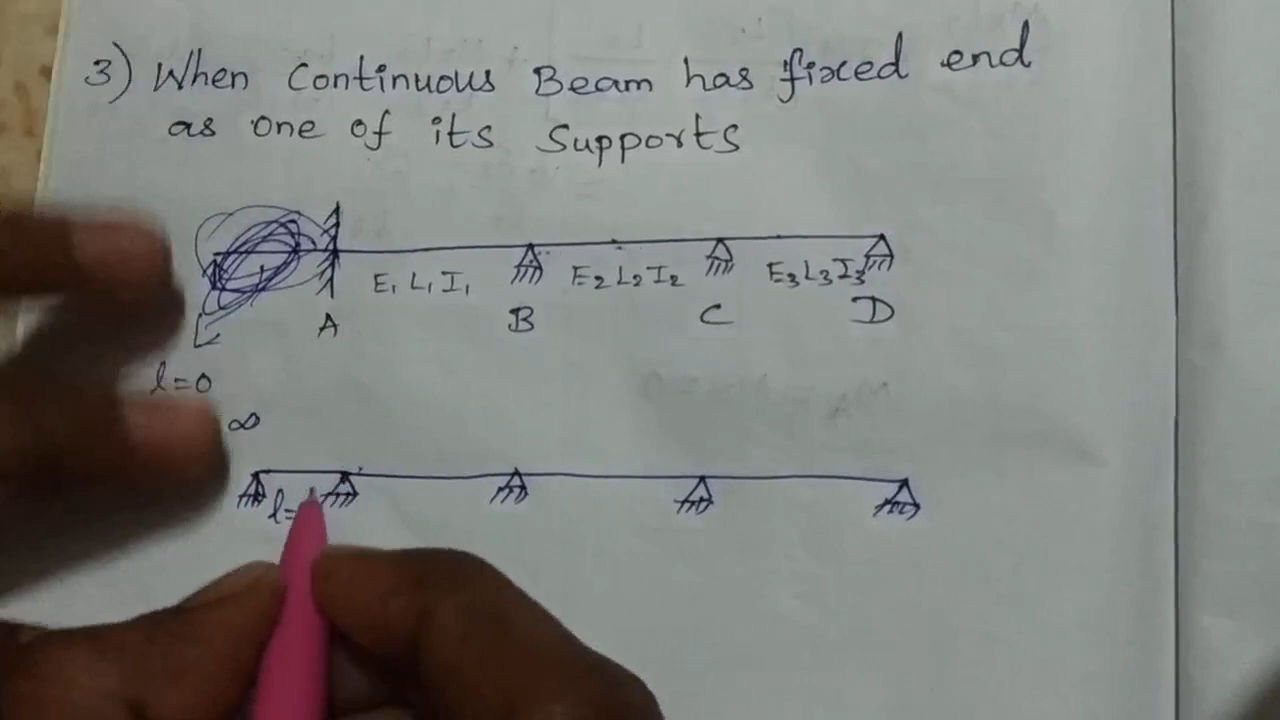 3) When Continuous Beam has fixed end
as one of its Supports
E₁ L₁ I₁ E₂ L₂ I₂ E₃ L₃ I₃
A B C D
l=0
∞
l=